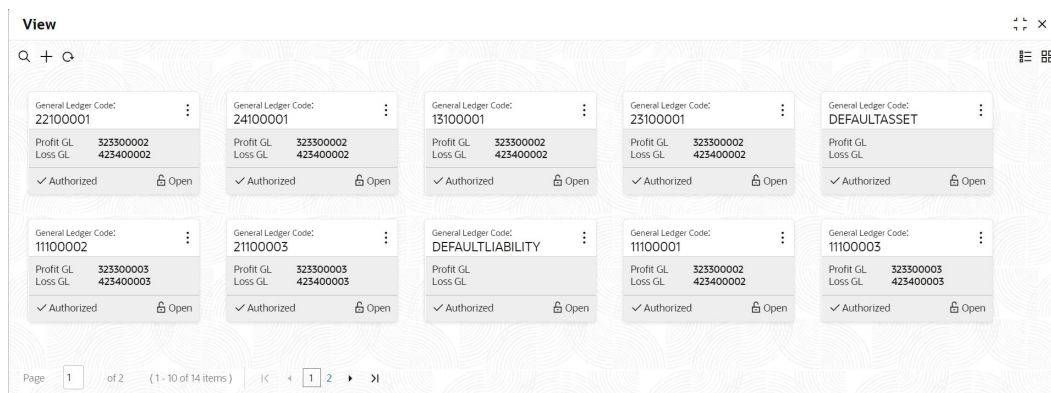 View
General Ledger Code:
22100001
Profit GL 323300002
Loss GL 423400002
Authorized Open
General Ledger Code:
24100001
Profit GL 323300002
Loss GL 423400002
Authorized Open
General Ledger Code:
13100001
Profit GL 323300002
Loss GL 423400002
Authorized Open
General Ledger Code:
23100001
Profit GL 323300002
Loss GL 423400002
Authorized Open
General Ledger Code:
DEFAULTASSET
Profit GL
Loss GL
Authorized Open
General Ledger Code:
11100002
Profit GL 323300003
Loss GL 423400003
Authorized Open
General Ledger Code:
21100003
Profit GL 323300003
Loss GL 423400003
Authorized Open
General Ledger Code:
DEFAULTLIABILITY
Profit GL
Loss GL
Authorized Open
General Ledger Code:
11100001
Profit GL 323300002
Loss GL 423400002
Authorized Open
General Ledger Code:
11100003
Profit GL 323300003
Loss GL 423400003
Authorized Open
Page 1 of 2 (1 - 10 of 14 items) 1 2